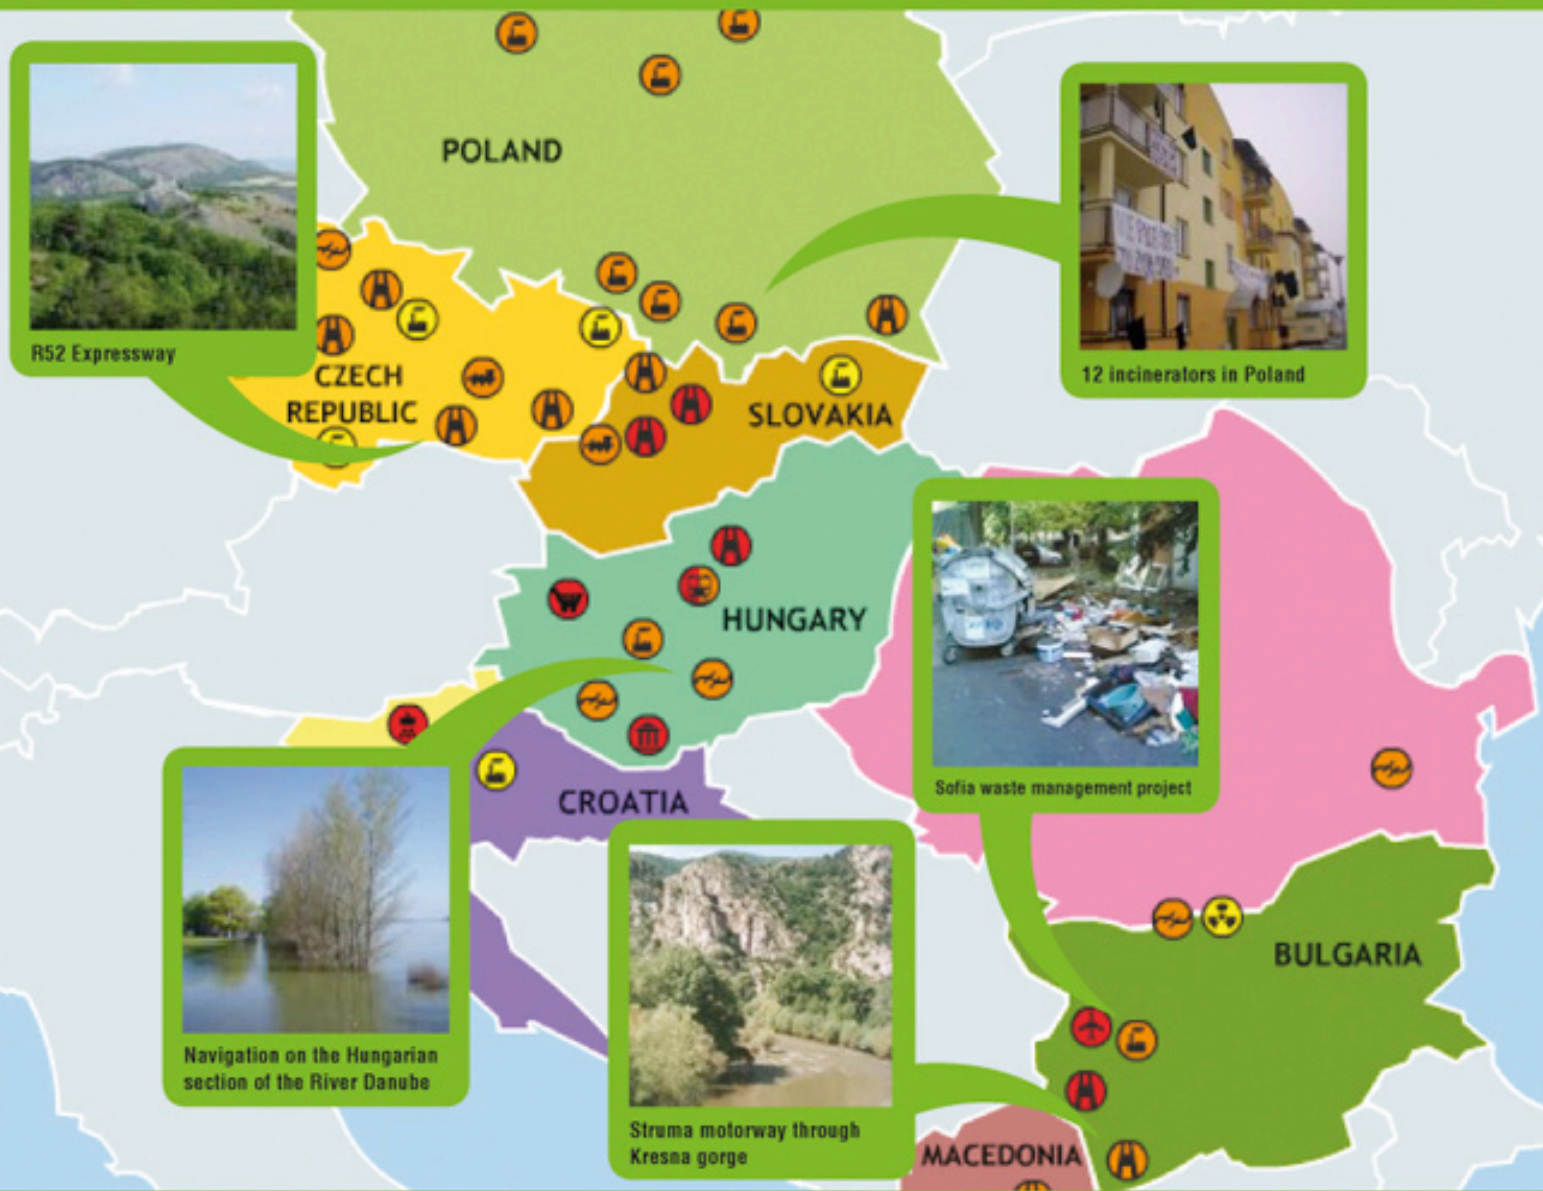 POLAND
R52 Expressway
12 incinerators in Poland
CZECH
REPUBLIC
SLOVAKIA
HUNGARY
Sofia waste management project
CROATIA
BULGARIA
Navigation on the Hungarian
section of the River Danube
Struma motorway through
Kresna gorge
MACEDONIA